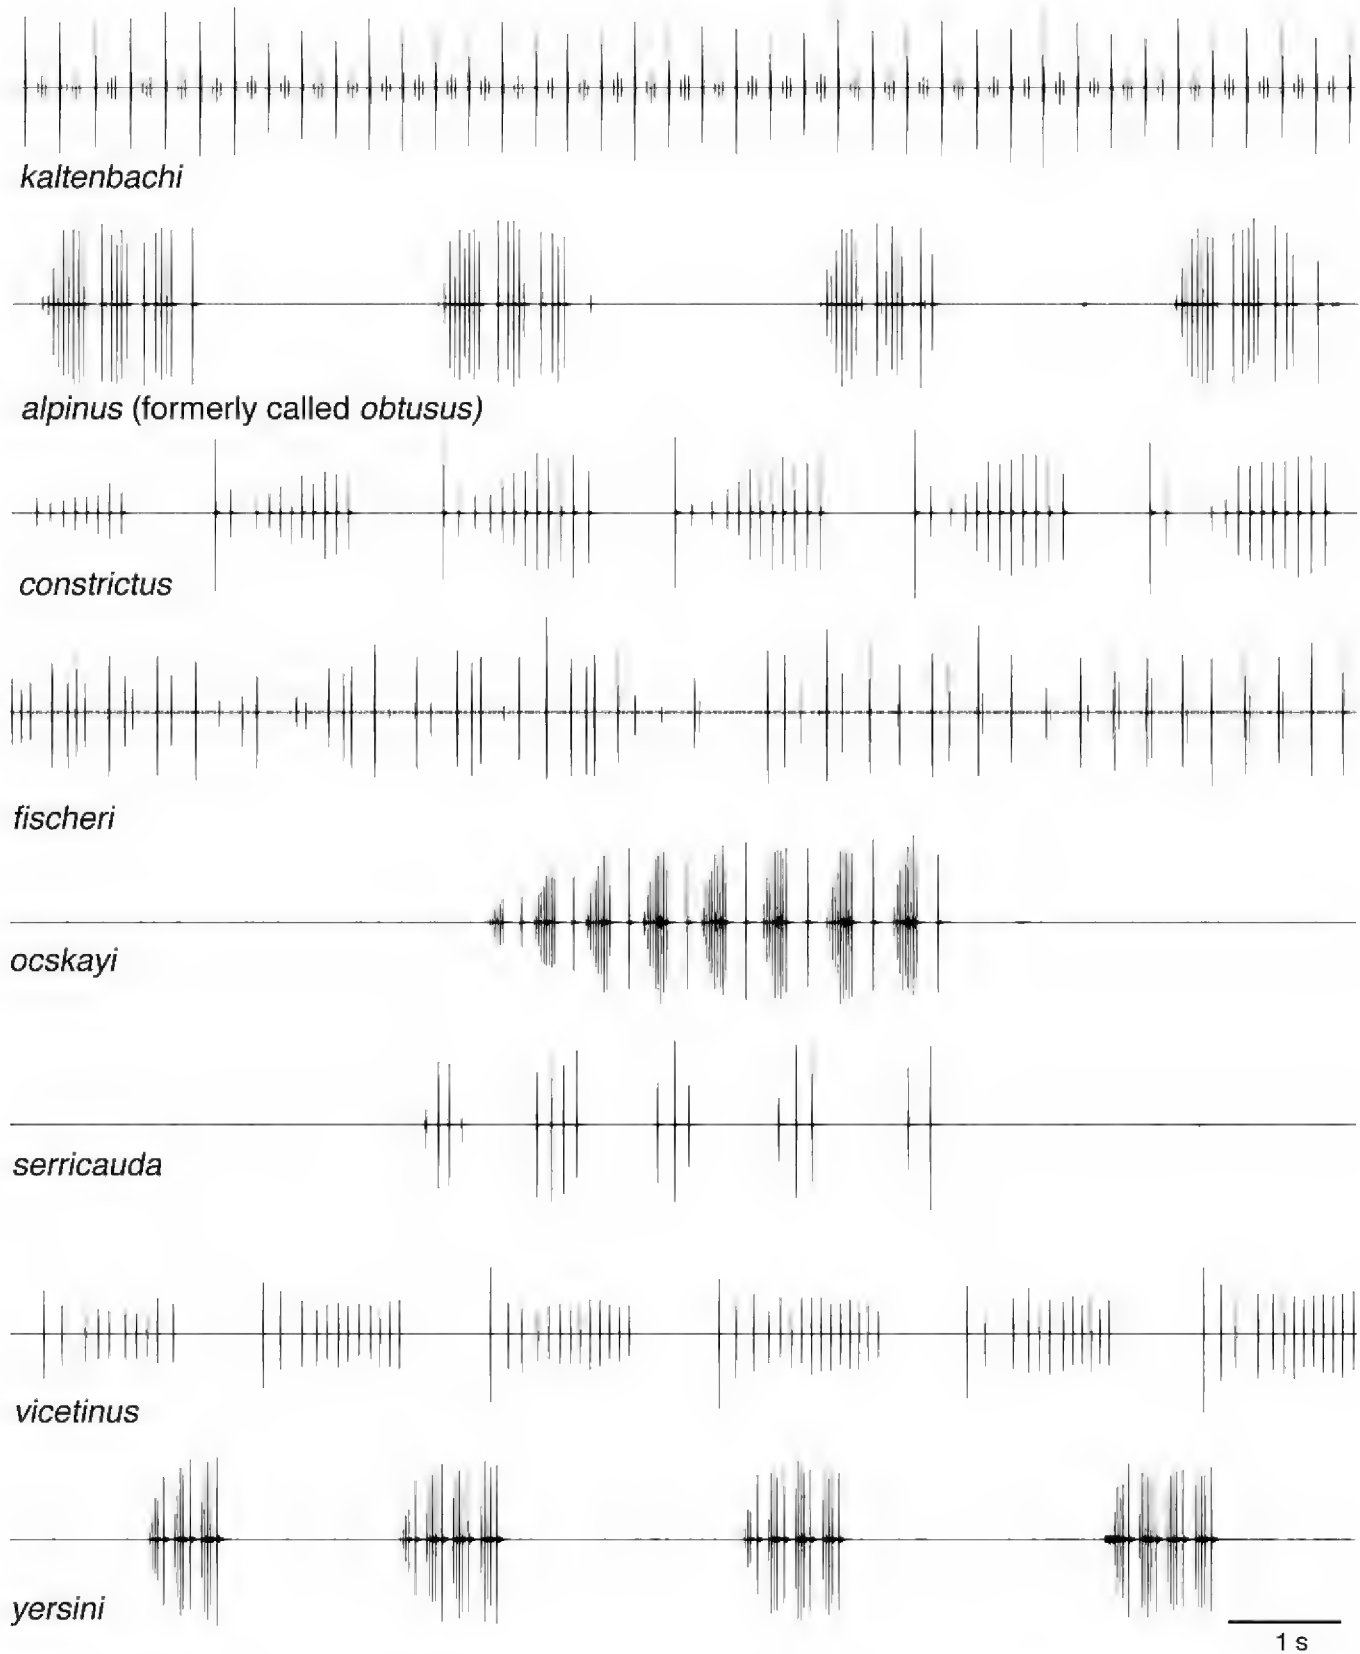 kaltenbachi
alpinus (formerly called obtusus)
constrictus
fischeri
ocskayi
serricauda
vicetinus
yersini
1 s